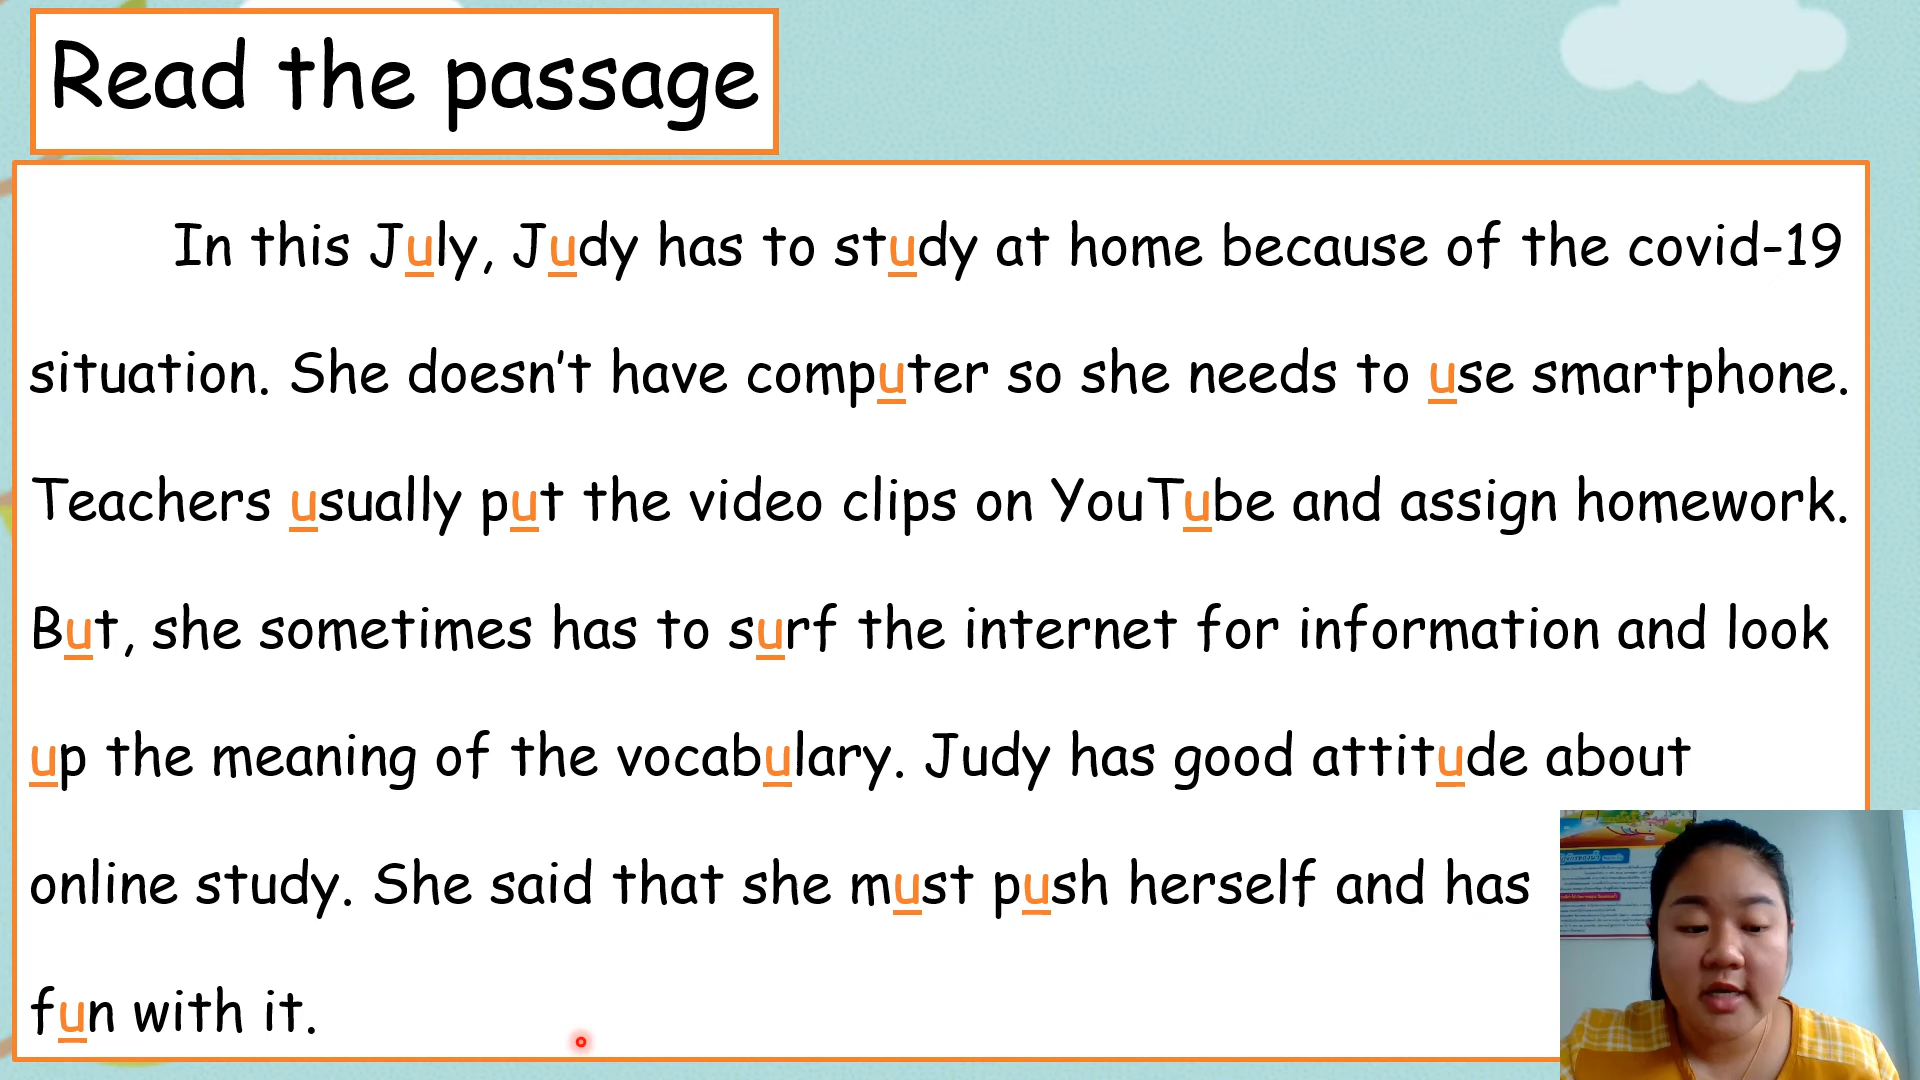 Read the passage
In this July, Judy has to study at home because of the covid-19
situation. She doesn’t have computer so she needs to use smartphone.
Teachers usually put the video clips on YouTube and assign homework.
But, she sometimes has to surf the internet for information and look
up the meaning of the vocabulary. Judy has good attitude about
online study. She said that she must push herself and has
fun with it.